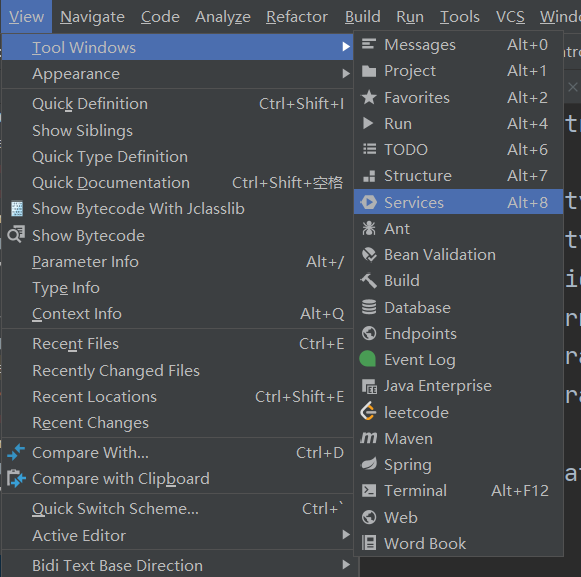 View Navigate Code Analyze Refactor Build Run Tools VCS
Tool Windows
Appearance
Quick Definition Ctrl+Shift+I
Show Siblings
Quick Type Definition
Quick Documentation Ctrl+Shift+空格
Show Bytecode With Jclasslib
Show Bytecode
Parameter Info Alt+/
Type Info
Context Info Alt+Q
Recent Files Ctrl+E
Recently Changed Files
Recent Locations Ctrl+Shift+E
Recent Changes
Compare With... Ctrl+D
Compare with Clipboard
Quick Switch Scheme... Ctrl+`
Active Editor
Bidi Text Base Direction
Messages Alt+0
Project Alt+1
Favorites Alt+2
Run Alt+4
TODO Alt+6
Structure Alt+7
Services Alt+8
Ant
Bean Validation
Build
Database
Endpoints
Event Log
Java Enterprise
leetcode
Maven
Spring
Terminal Alt+F12
Web
Word Book